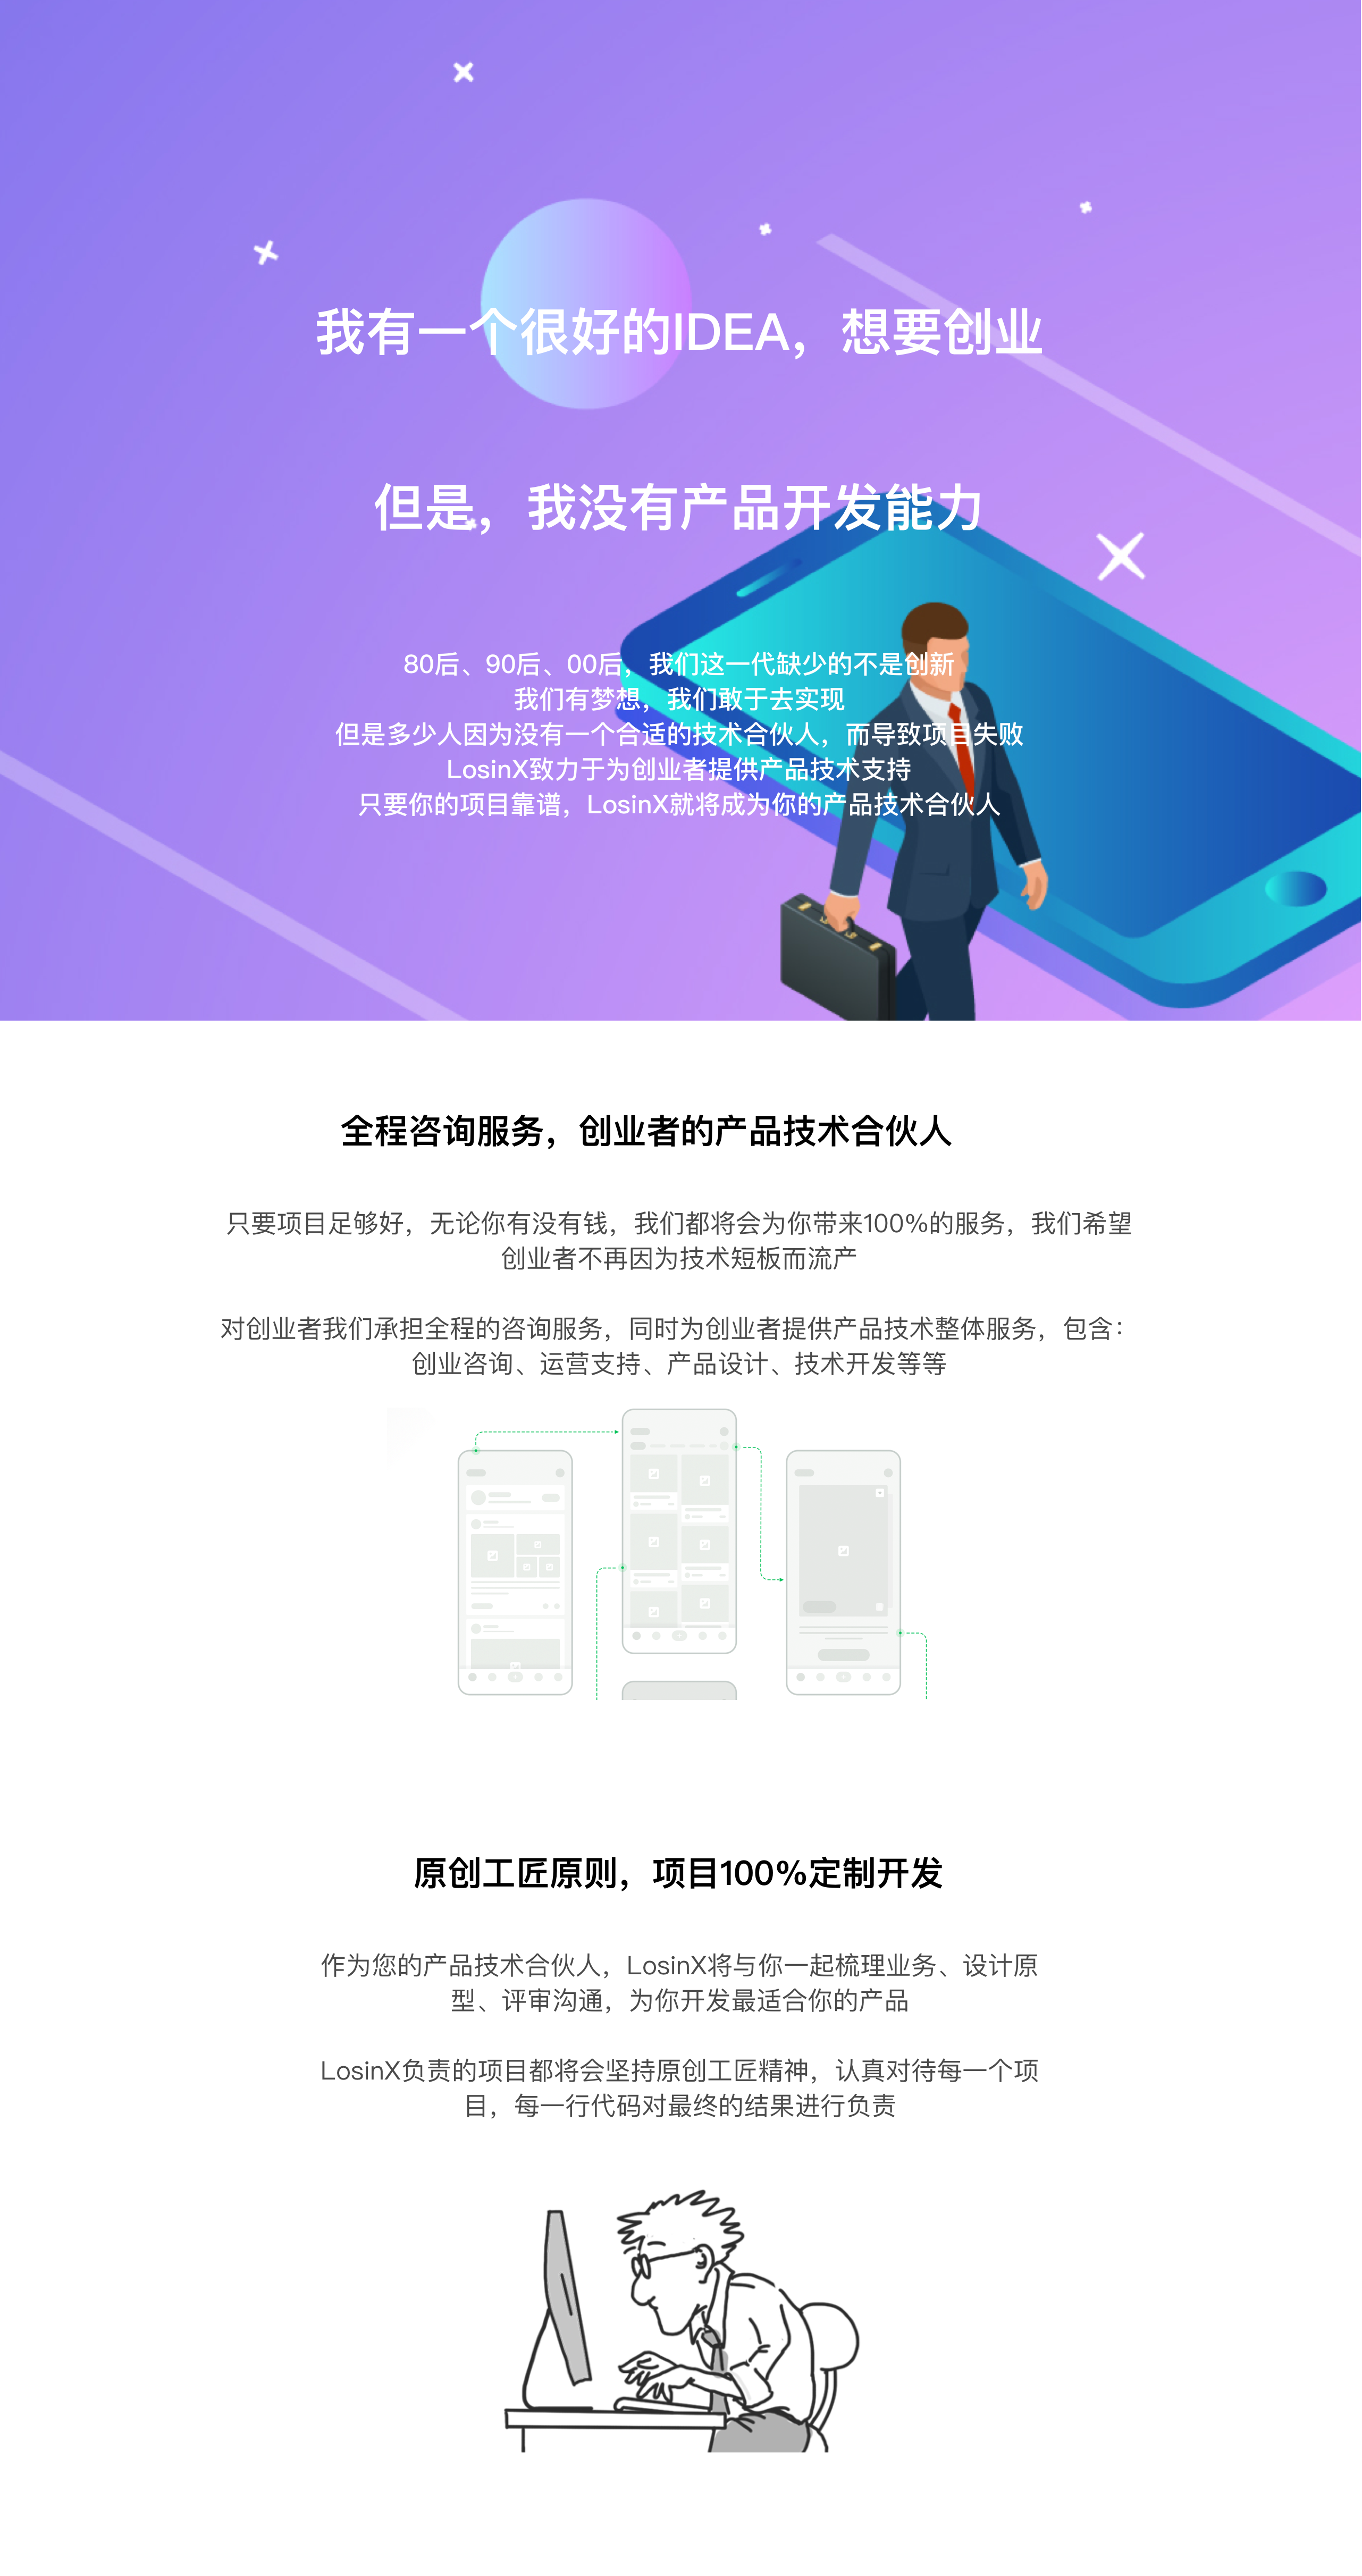 我有一个很好的IDEA，想要创业
但是，我没有产品开发能力
80后、90后、00后，我们这一代缺少的不是创新
我们有梦想，我们敢于去实现
但是多少人因为没有一个合适的技术合伙人，而导致项目失败
LosinX致力于为创业者提供产品技术支持
只要你的项目靠谱，LosinX就将成为你的产品技术合伙人
全程咨询服务，创业者的产品技术合伙人
只要项目足够好，无论你有没有钱，我们都将会为你带来100%的服务，我们希望
创业者不再因为技术短板而流产
对创业者我们承担全程的咨询服务，同时为创业者提供产品技术整体服务，包含：
创业咨询、运营支持、产品设计、技术开发等等
原创工匠原则，项目100%定制开发
作为您的产品技术合伙人，LosinX将与你一起梳理业务、设计原
型、评审沟通，为你开发最适合你的产品
LosinX负责的项目都将会坚持原创工匠精神，认真对待每一个项
目，每一行代码对最终的结果进行负责